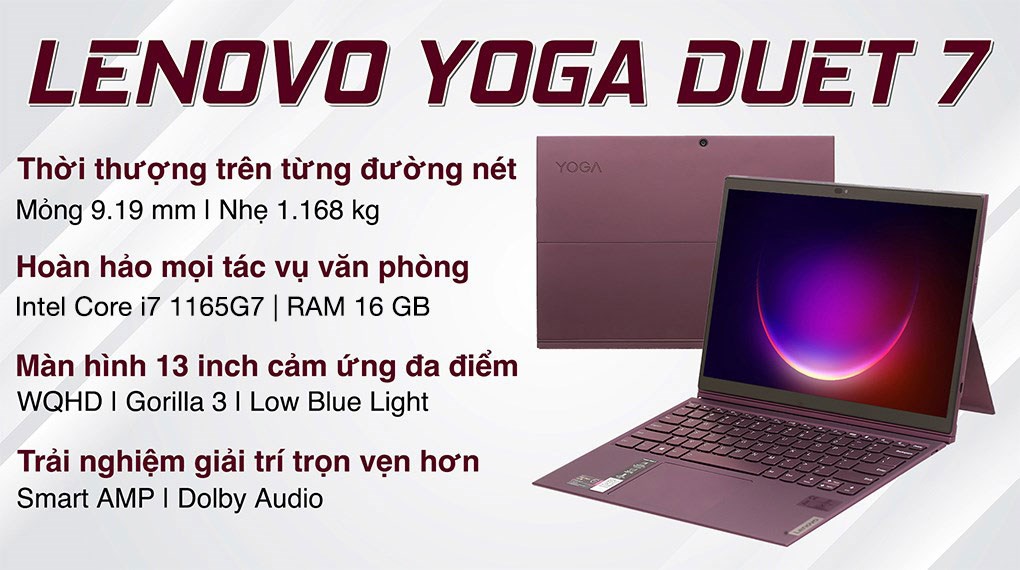 LENOVO YOGA DUET 7
Thời thượng trên từng đường nét
Mỏng 9.19 mm | Nhẹ 1.168 kg
Hoàn hảo mọi tác vụ văn phòng
Intel Core i7 1165G7 | RAM 16 GB
Màn hình 13 inch cảm ứng đa điểm
WQHD | Gorilla 3 | Low Blue Light
Trải nghiệm giải trí trọn vẹn hơn
Smart AMP | Dolby Audio
YOGA
Lenovo